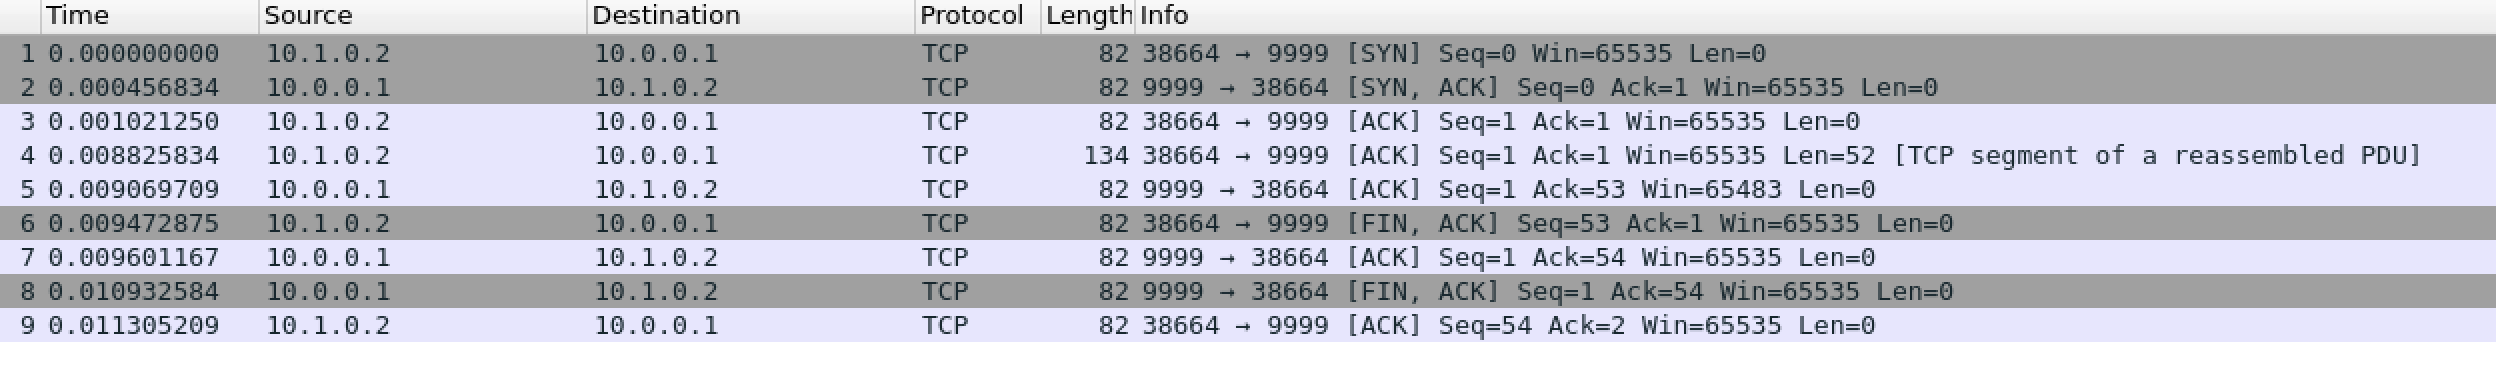 Time Source Destination Protocol Length Info
1 0.000000000 10.1.0.2 10.0.0.1 TCP 82 38664 → 9999 [SYN] Seq=0 Win=65535 Len=0
2 0.000456834 10.0.0.1 10.1.0.2 TCP 82 9999 → 38664 [SYN, ACK] Seq=0 Ack=1 Win=65535 Len=0
3 0.001021250 10.1.0.2 10.0.0.1 TCP 82 38664 → 9999 [ACK] Seq=1 Ack=1 Win=65535 Len=0
4 0.008825834 10.1.0.2 10.0.0.1 TCP 134 38664 → 9999 [ACK] Seq=1 Ack=1 Win=65535 Len=52 [TCP segment of a reassembled PDU]
5 0.009069709 10.0.0.1 10.1.0.2 TCP 82 9999 → 38664 [ACK] Seq=1 Ack=53 Win=65483 Len=0
6 0.009472875 10.1.0.2 10.0.0.1 TCP 82 38664 → 9999 [FIN, ACK] Seq=53 Ack=1 Win=65535 Len=0
7 0.009601167 10.0.0.1 10.1.0.2 TCP 82 9999 → 38664 [ACK] Seq=1 Ack=54 Win=65535 Len=0
8 0.010932584 10.0.0.1 10.1.0.2 TCP 82 9999 → 38664 [FIN, ACK] Seq=1 Ack=54 Win=65535 Len=0
9 0.011305209 10.1.0.2 10.0.0.1 TCP 82 38664 → 9999 [ACK] Seq=54 Ack=2 Win=65535 Len=0